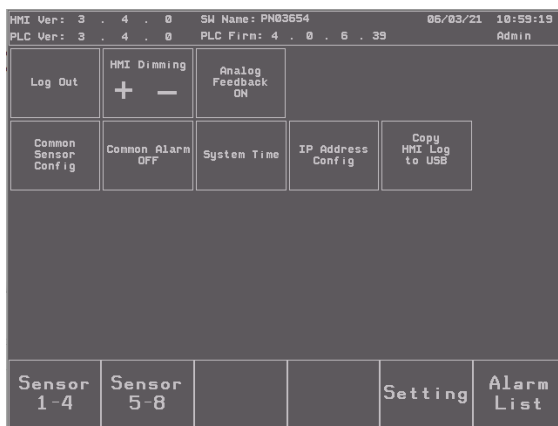 HMI Ver: 3 . 4 . 0 SW Name: PN03654 06/03/21 10:59:19
PLC Ver: 3 . 4 . 0 PLC Firm: 4 . 0 . 6 . 39 Admin
Log Out
HMI Dimming
+ -
Analog
Feedback
ON
Common
Sensor
Config
Common Alarm
OFF
System Time
IP Address
Config
Copy
HMI Log
to USB
Sensor
1-4
Sensor
5-8
Setting
Alarm
List